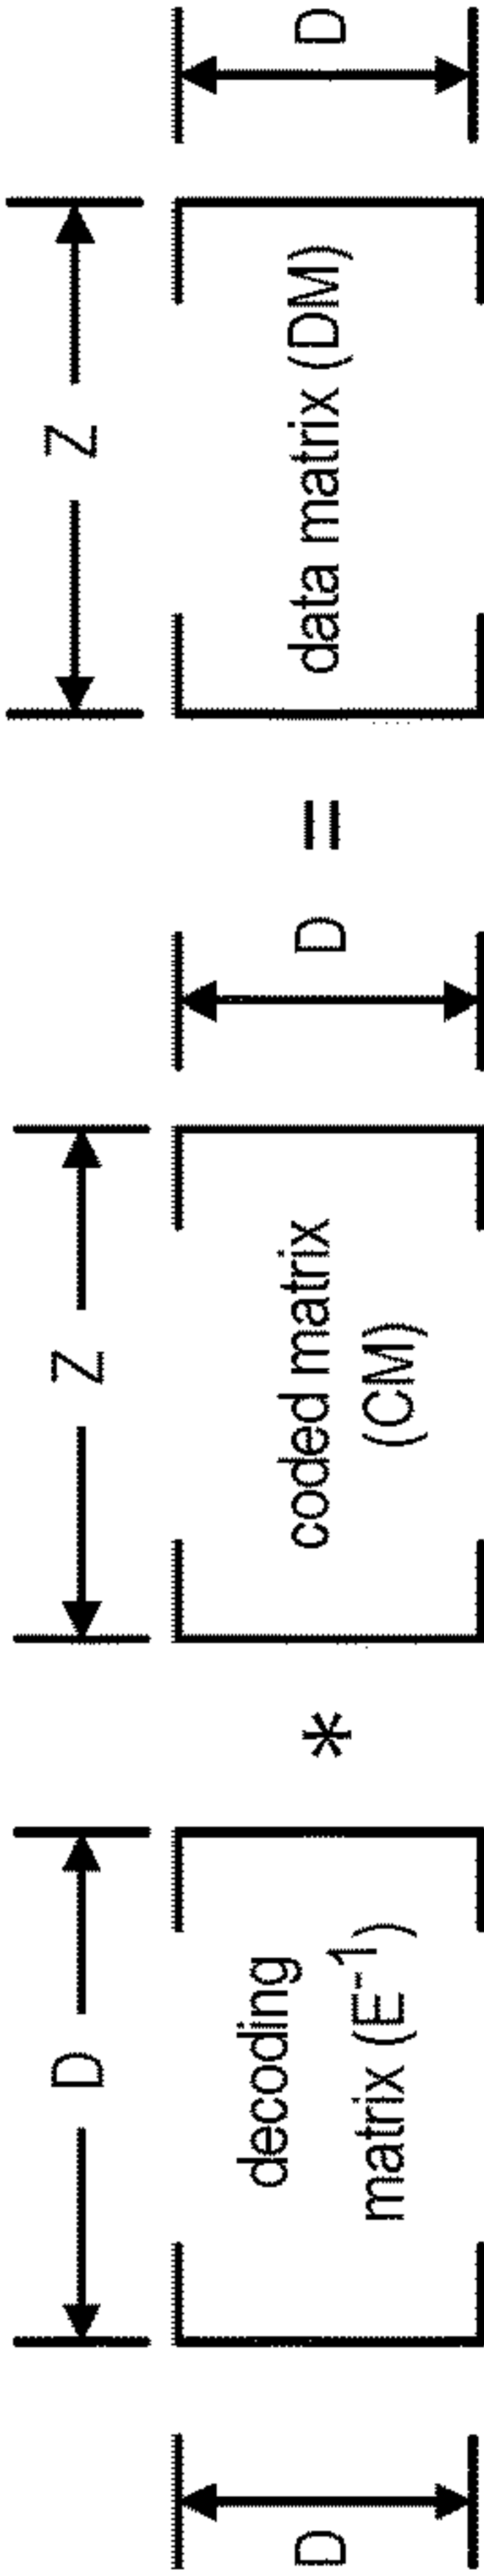 D
D
decoding
matrix (E⁻¹)
*
Z
coded matrix
(CM)
D
=
Z
data matrix (DM)
D